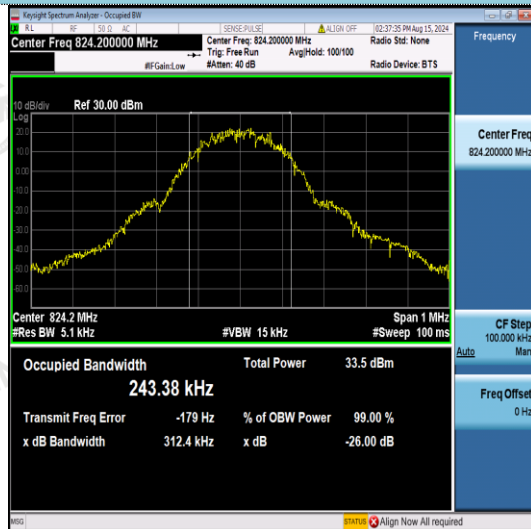 Keysight Spectrum Analyzer - Occupied BW
RL RF 50 Ω AC SENSE:PULSE ALIGN OFF 02:37:35 PM Aug 15, 2024
Center Freq 824.200000 MHz Center Freq: 824.200000 MHz Radio Std: None
Trig: Free Run Avg|Hold: 100/100
#IFGain:Low #Atten: 40 dB Radio Device: BTS
10 dB/div Ref 30.00 dBm
Log
20.0
10.0
0.00
-10.0
-20.0
-30.0
-40.0
-50.0
-60.0
Center 824.2 MHz Span 1 MHz
#Res BW 5.1 kHz #VBW 15 kHz #Sweep 100 ms
Occupied Bandwidth Total Power 33.5 dBm
243.38 kHz
Transmit Freq Error -179 Hz % of OBW Power 99.00 %
x dB Bandwidth 312.4 kHz x dB -26.00 dB
MSG STATUS Align Now All required
Frequency
Center Freq
824.200000 MHz
CF Step
100.000 kHz
Auto Man
Freq Offset
0 Hz